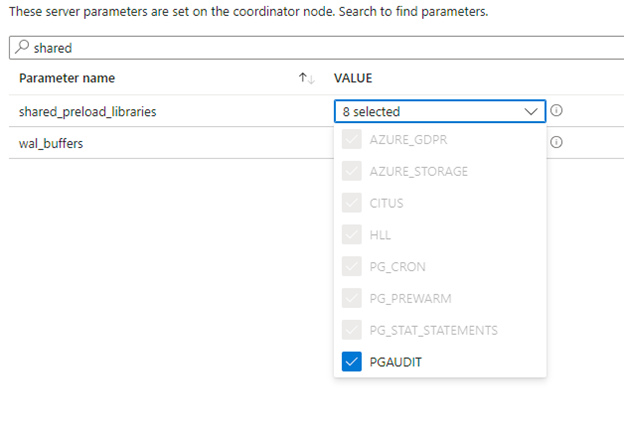 These server parameters are set on the coordinator node. Search to find parameters.
shared
Parameter name VALUE
shared_preload_libraries 8 selected
wal_buffers
AZURE_GDPR
AZURE_STORAGE
CITUS
HLL
PG_CRON
PG_PREWARM
PG_STAT_STATEMENTS
PGAUDIT